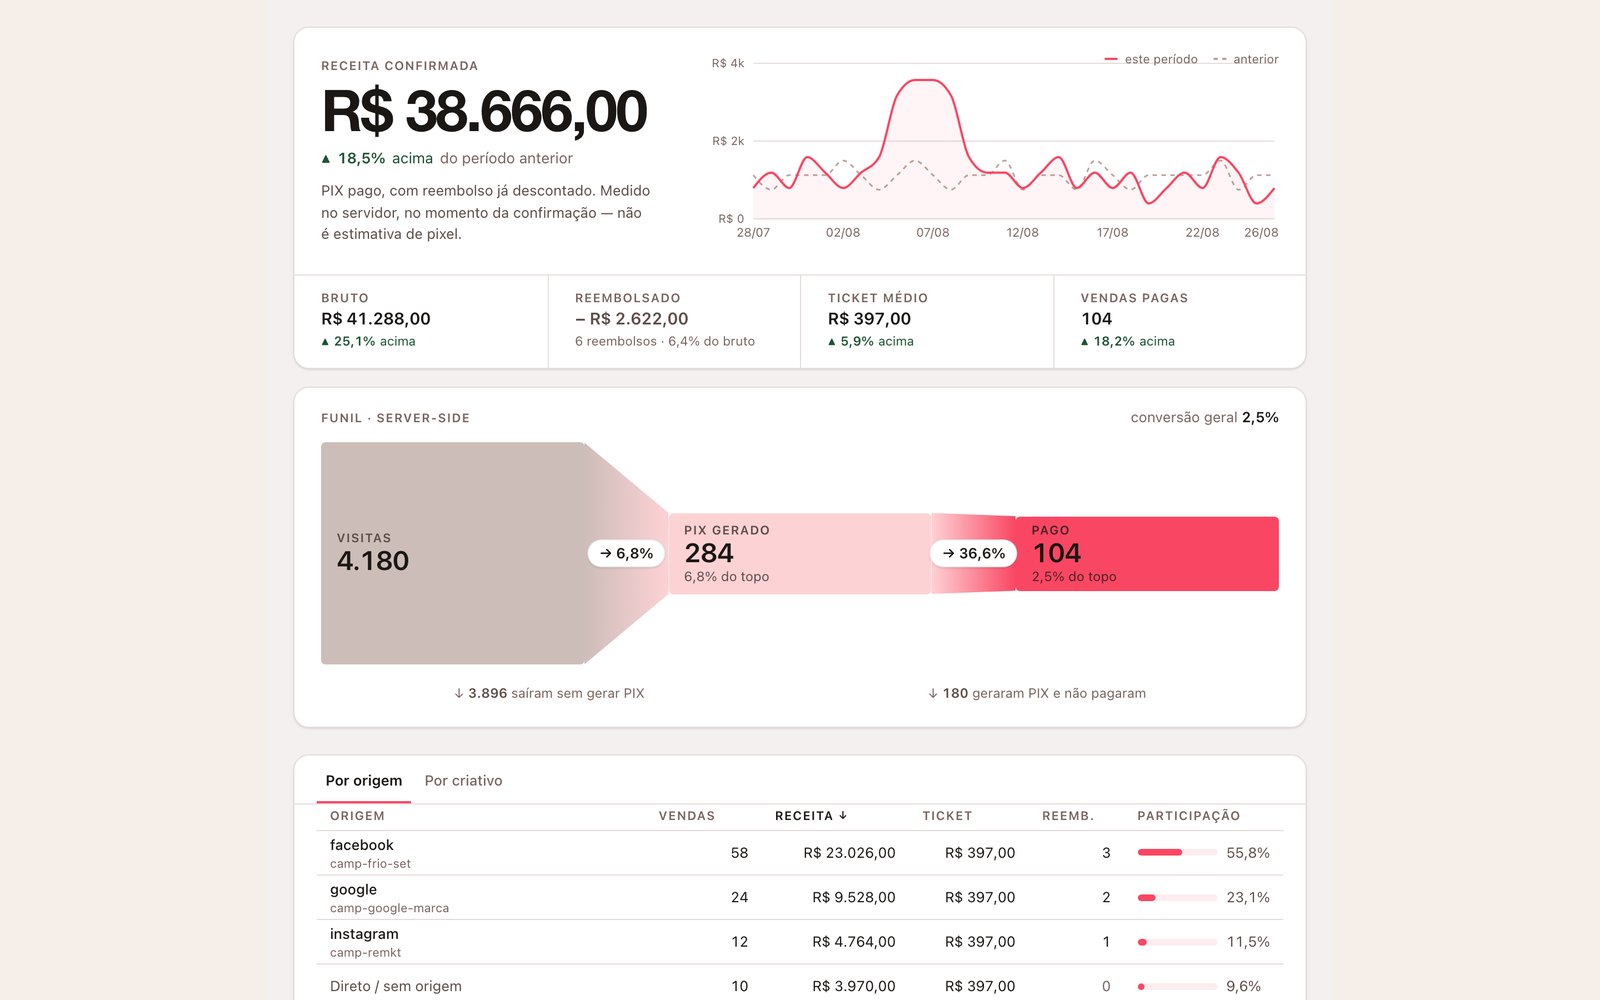 RECEITA CONFIRMADA
R$ 38.666,00
▲ 18,5% acima do período anterior
PIX pago, com reembolso já descontado. Medido
no servidor, no momento da confirmação — não
é estimativa de pixel.
este período anterior
R$ 4k
R$ 2k
R$ 0
28/07 02/08 07/08 12/08 17/08 22/08 26/08
BRUTO
R$ 41.288,00
▲ 25,1% acima
REEMBOLSADO
– R$ 2.622,00
6 reembolsos · 6,4% do bruto
TICKET MÉDIO
R$ 397,00
▲ 5,9% acima
VENDAS PAGAS
104
▲ 18,2% acima
FUNIL · SERVER-SIDE
conversão geral 2,5%
VISITAS
4.180
→ 6,8%
PIX GERADO
284
6,8% do topo
→ 36,6%
PAGO
104
2,5% do topo
↓ 3.896 saíram sem gerar PIX
↓ 180 geraram PIX e não pagaram
Por origem Por criativo
ORIGEM VENDAS RECEITA ↓ TICKET REEMB. PARTICIPAÇÃO
facebook
camp-frio-set
58 R$ 23.026,00 R$ 397,00 3 55,8%
google
camp-google-marca
24 R$ 9.528,00 R$ 397,00 2 23,1%
instagram
camp-remkt
12 R$ 4.764,00 R$ 397,00 1 11,5%
Direto / sem origem 10 R$ 3.970,00 R$ 397,00 0 9,6%